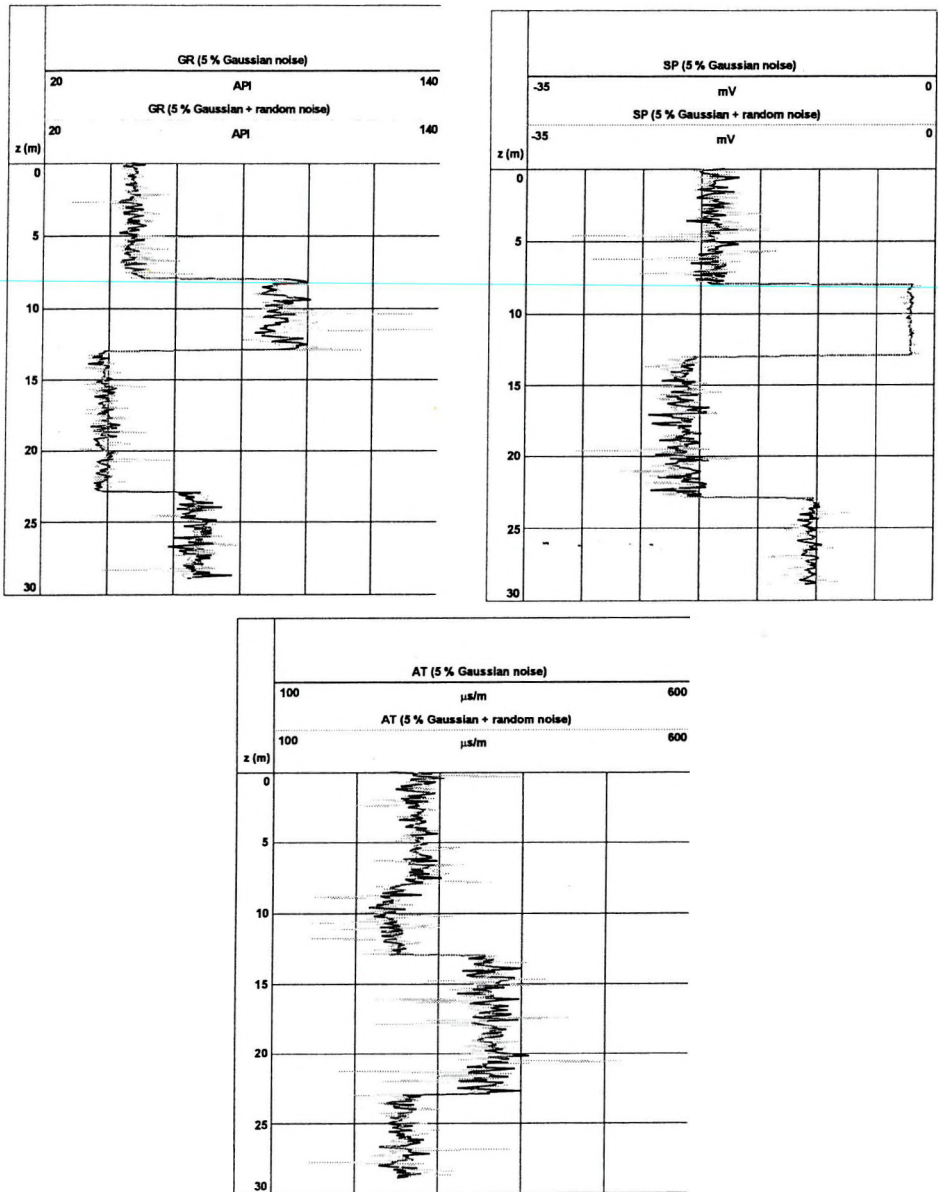 GR (5 % Gaussian noise)
20 140
API
GR (5 % Gaussian + random noise)
20 140
API
z (m)
0
5
10
15
20
25
30
SP (5 % Gaussian noise)
-35 0
mV
SP (5 % Gaussian + random noise)
-35 0
mV
z (m)
0
5
10
15
20
25
30
AT (5 % Gaussian noise)
100 600
µs/m
AT (5 % Gaussian + random noise)
100 600
µs/m
z (m)
0
5
10
15
20
25
30